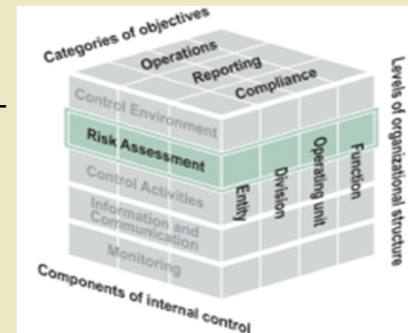 Categories of objectives
Operations
Reporting
Compliance
Control Environment
Risk Assessment
Control Activities
Information and
Communication
Monitoring
Components of internal control
Entity
Division
Operating unit
Function
Levels of organizational structure